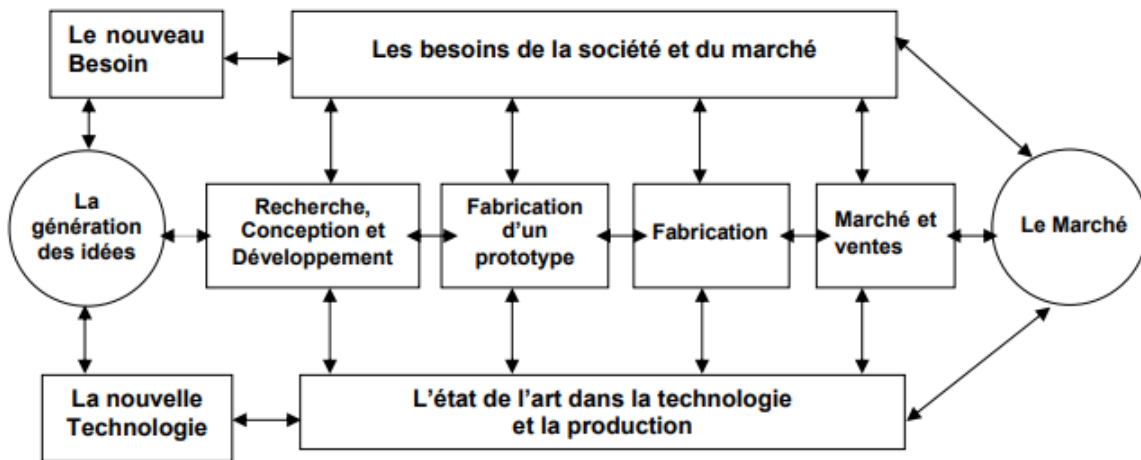 Le nouveau
Besoin
Les besoins de la société et du marché
La
génération
des idées
Recherche,
Conception et
Développement
Fabrication
d'un
prototype
Fabrication
Marché et
ventes
Le Marché
La nouvelle
Technologie
L'état de l'art dans la technologie
et la production